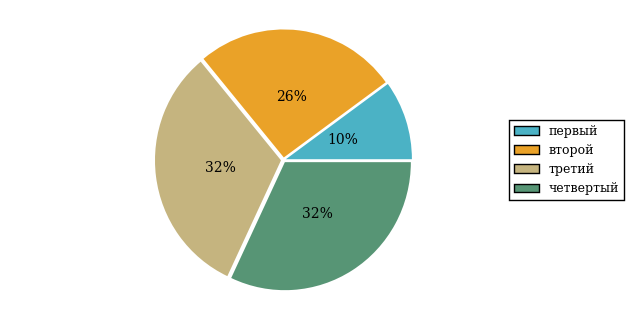 26%
10%
32%
32%
первый
второй
третий
четвертый